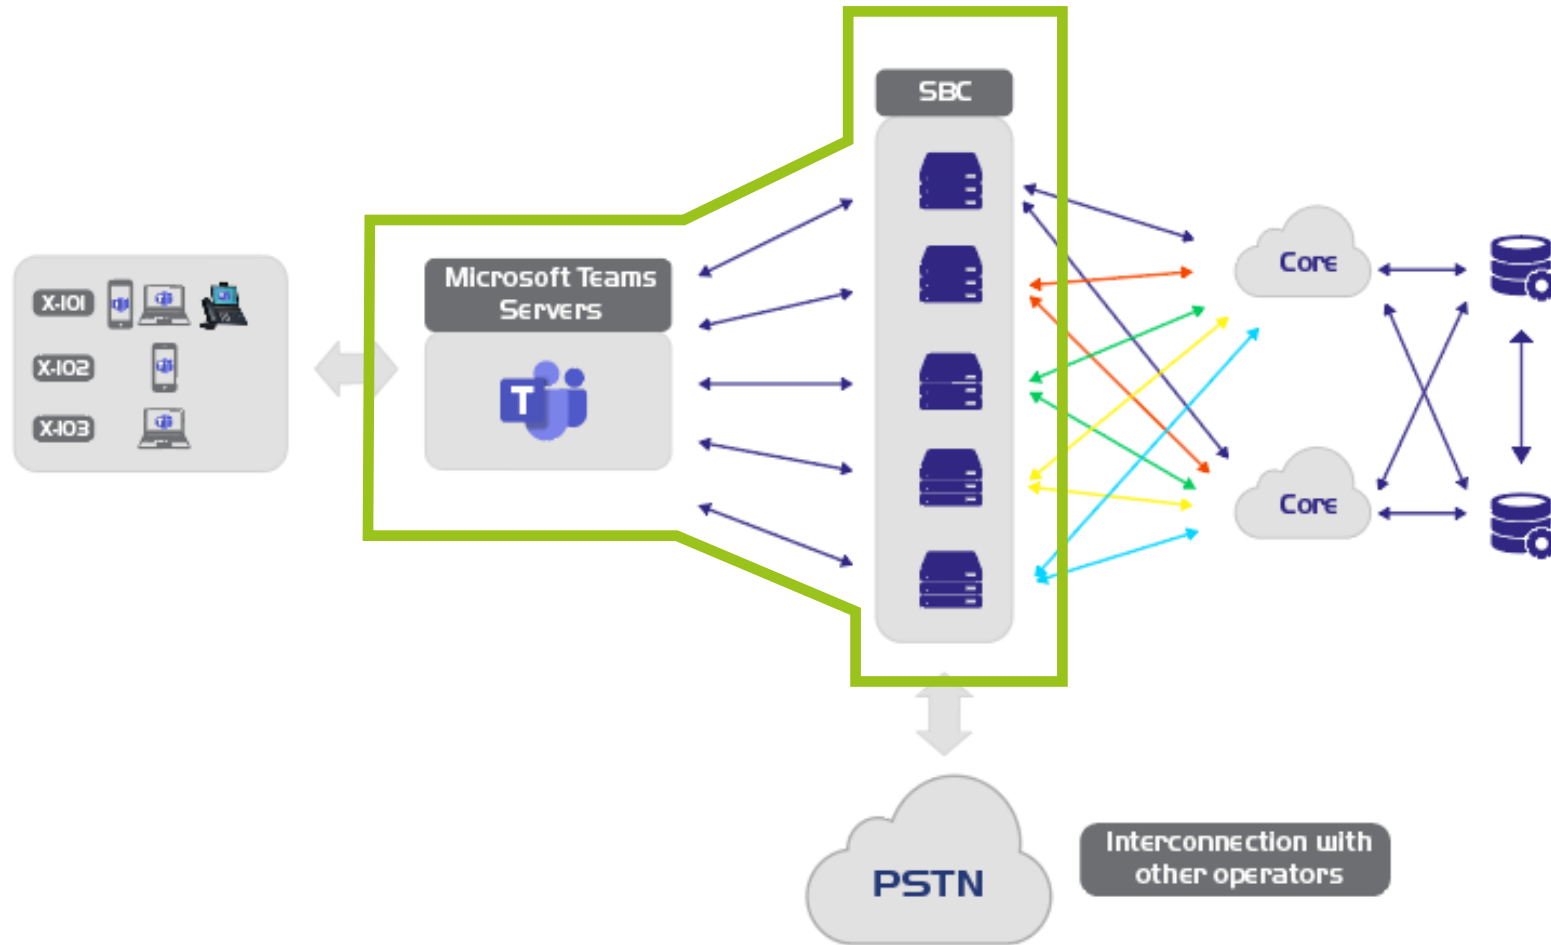 SBC
Microsoft Teams
Servers
X-101
X-102
X-103
T
Core
Core
PSTN
Interconnection with
other operators